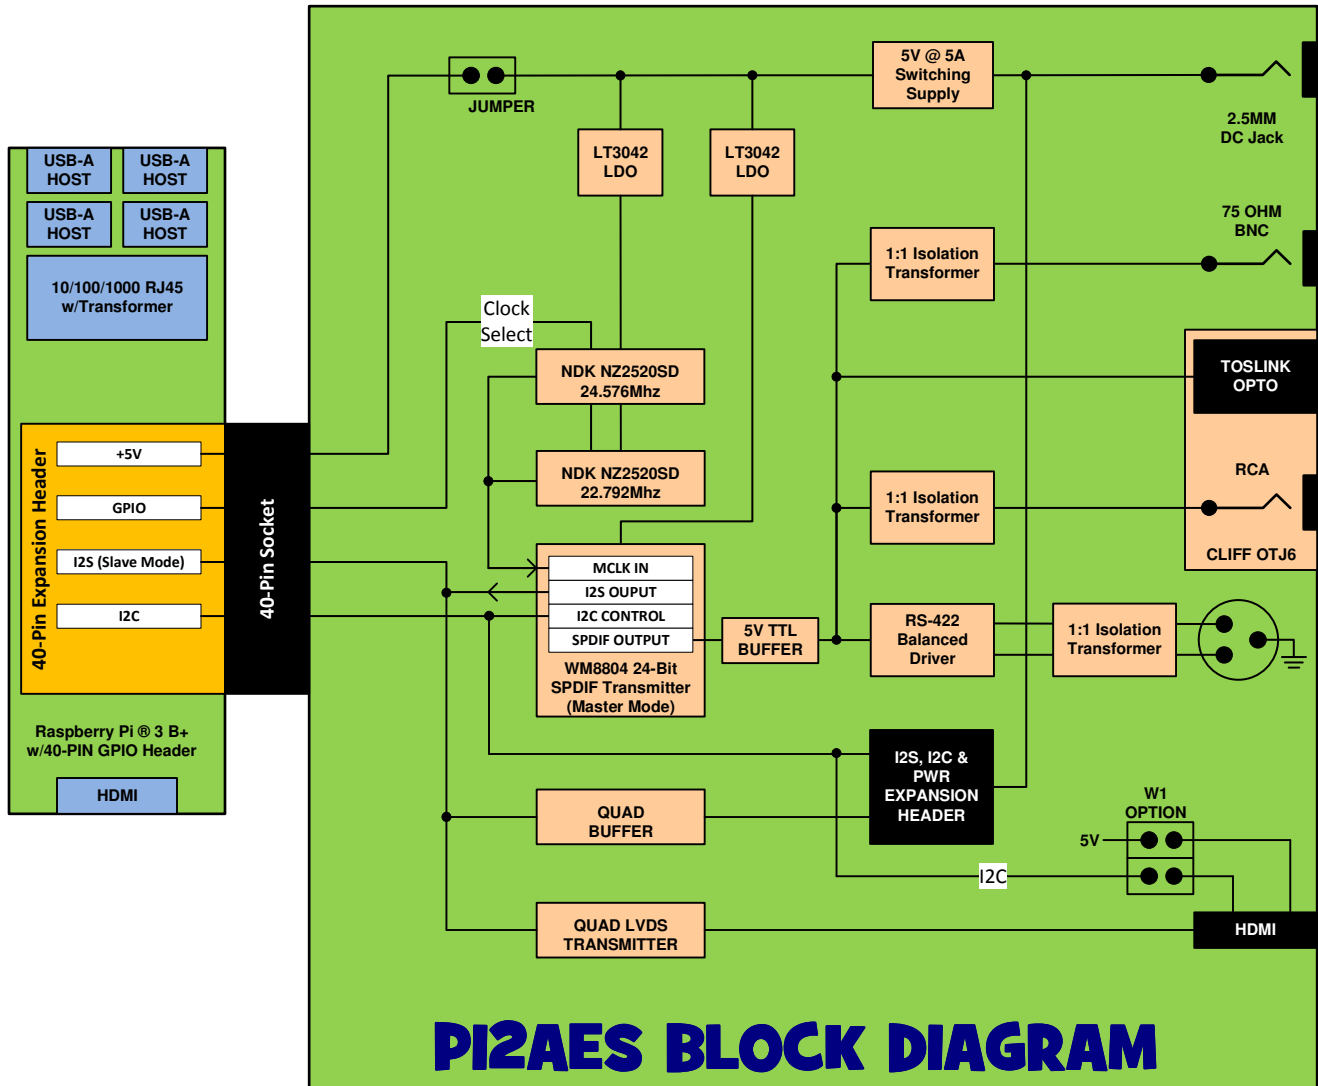 USB-A
HOST
USB-A
HOST
USB-A
HOST
USB-A
HOST
10/100/1000 RJ45
w/Transformer
40-Pin Expansion Header
+5V
GPIO
I2S (Slave Mode)
I2C
Raspberry Pi ® 3 B+
w/40-PIN GPIO Header
HDMI
40-Pin Socket
JUMPER
5V @ 5A
Switching
Supply
2.5MM
DC Jack
LT3042
LDO
LT3042
LDO
75 OHM
BNC
1:1 Isolation
Transformer
Clock
Select
NDK NZ2520SD
24.576Mhz
TOSLINK
OPTO
NDK NZ2520SD
22.792Mhz
1:1 Isolation
Transformer
RCA
CLIFF OTJ6
MCLK IN
I2S OUPUT
I2C CONTROL
SPDIF OUTPUT
WM8804 24-Bit
SPDIF Transmitter
(Master Mode)
5V TTL
BUFFER
RS-422
Balanced
Driver
1:1 Isolation
Transformer
I2S, I2C &
PWR
EXPANSION
HEADER
QUAD
BUFFER
W1
OPTION
5V
I2C
QUAD LVDS
TRANSMITTER
HDMI
PI2AES BLOCK DIAGRAM